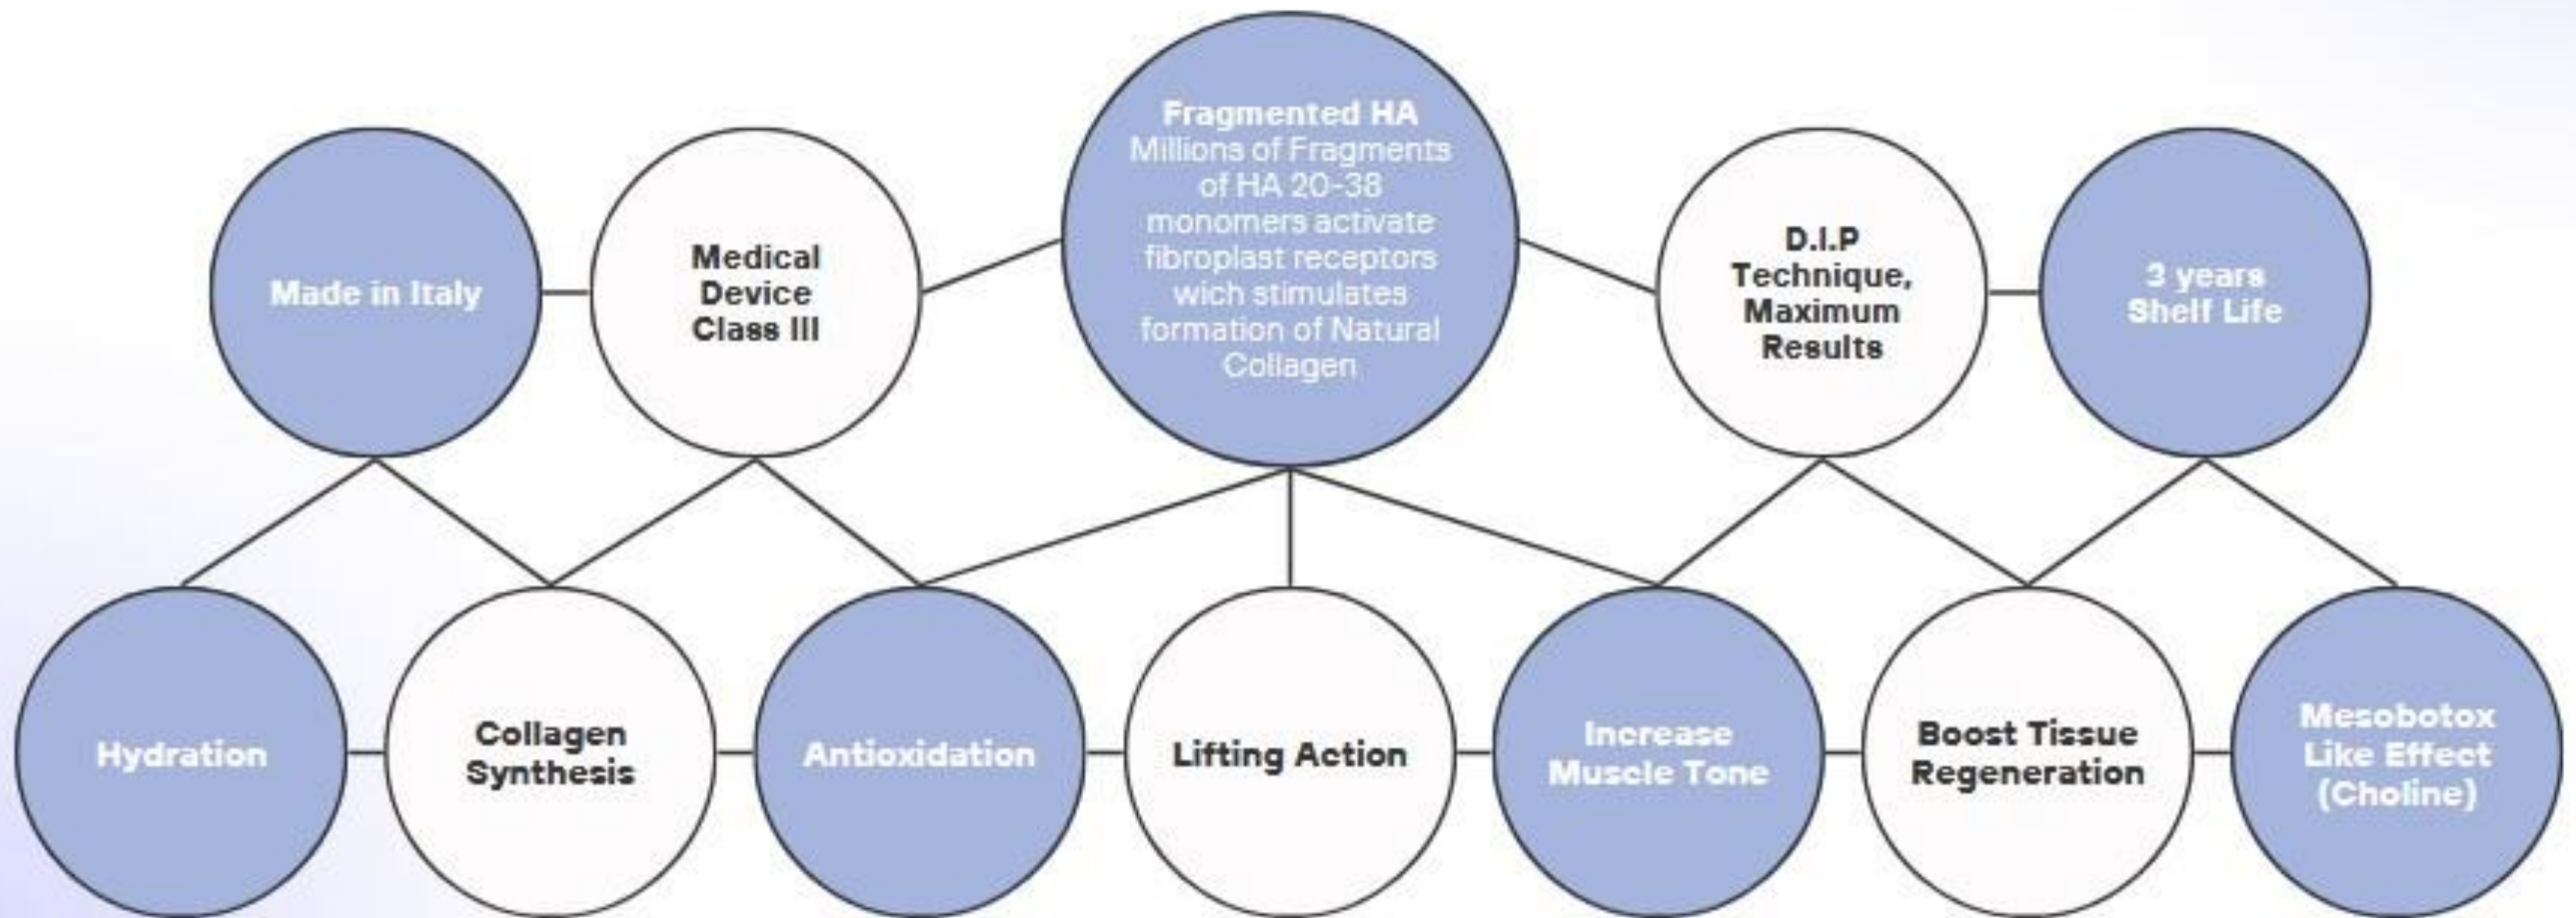 Made in Italy
Medical
Device
Class III
Fragmented HA
Millions of Fragments
of HA 20-38
monomers activate
fibroplast receptors
wich stimulates
formation of Natural
Collagen
D.I.P
Technique,
Maximum
Results
3 years
Shelf Life
Hydration
Collagen
Synthesis
Antioxidation
Lifting Action
Increase
Muscle Tone
Boost Tissue
Regeneration
Mesobotox
Like Effect
(Choline)